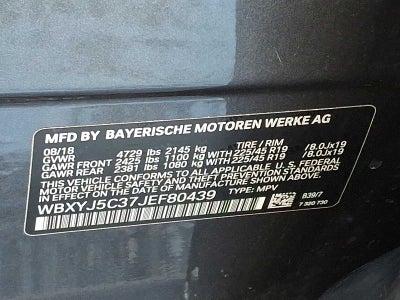 MFD BY BAYERISCHE MOTOREN WERKE AG
08/18 TIRE / RIM
GVWR 4729 lbs 2145 kg
GAWR FRONT 2425 lbs 1100 kg WITH 225/45 R19 /8.0Jx19
GAWR REAR 2381 lbs 1080 kg WITH 225/45 R19 /8.0Jx19
THIS VEHICLE CONFORMS TO ALL APPLICABLE U.S. FEDERAL
MOTOR VEHICLE SAFETY AND THEFT PREVENTION STANDARDS
IN EFFECT ON THE DATE OF MANUFACTURE SHOWN ABOVE.
WBXYJ5C37JEF80439 TYPE: MPV
B39/7
7 320 730